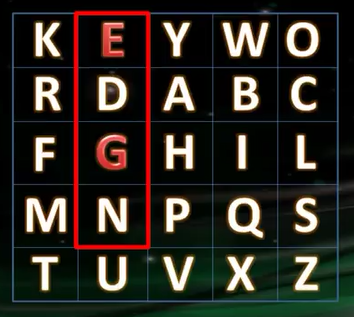 K E Y W O
R D A B C
F G H I L
M N P Q S
T U V X Z